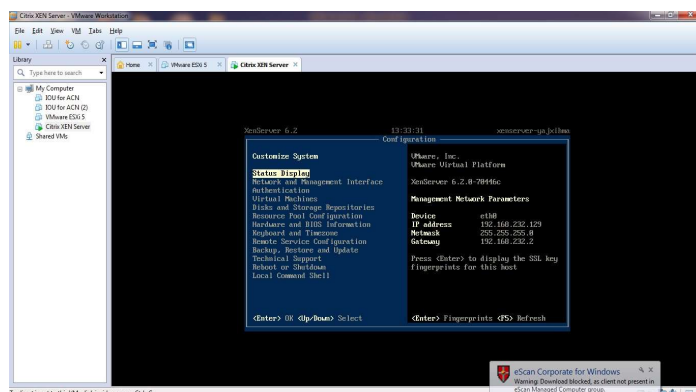 Citrix XEN Server - VMware Workstation
File Edit View VM Tabs Help
Library
Type here to search
My Computer
IOU for ACN
IOU for ACN (2)
VMware ESXi 5
Citrix XEN Server
Shared VMs
Home VMware ESXi 5 Citrix XEN Server
XenServer 6.2 13:33:31
Configuration
Customize System
Status Display
Network and Management Interface
Authentication
Virtual Machines
Disks and Storage Repositories
Resource Pool Configuration
Hardware and BIOS Information
Keyboard and Timezone
Remote Service Configuration
Backup, Restore and Update
Technical Support
Reboot or Shutdown
Local Command Shell
<Enter> OK <Up/Down> Select
VMware, Inc.
VMware Virtual Platform
XenServer 6.2.0-70446c
Management Network Parameters
Device eth0
IP address 192.168.232.129
Netmask 255.255.255.0
Gateway 192.168.232.2
Press <Enter> to display the SSL key
fingerprints for this host
<Enter> Fingerprints <F5> Refresh
eScan Corporate for Windows
Warning: Download blocked, as client not present in
eScan Managed Computer group.